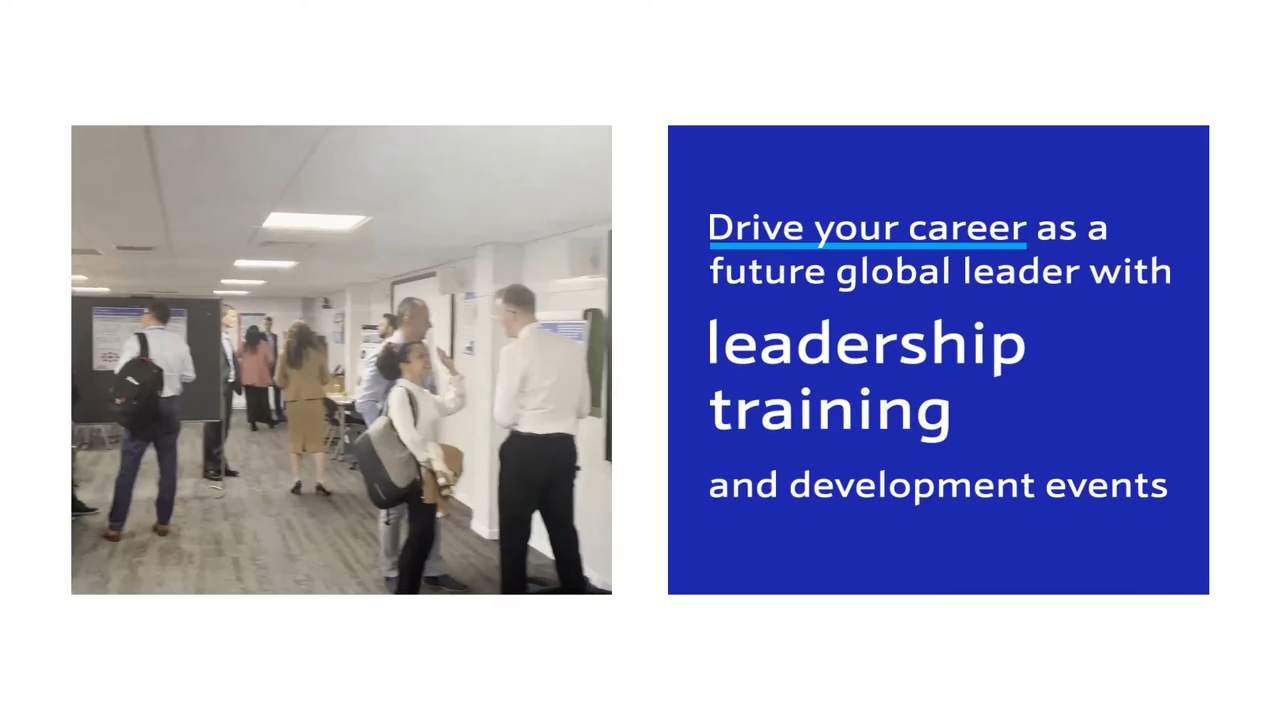 Drive your career as a
future global leader with
leadership
training
and development events